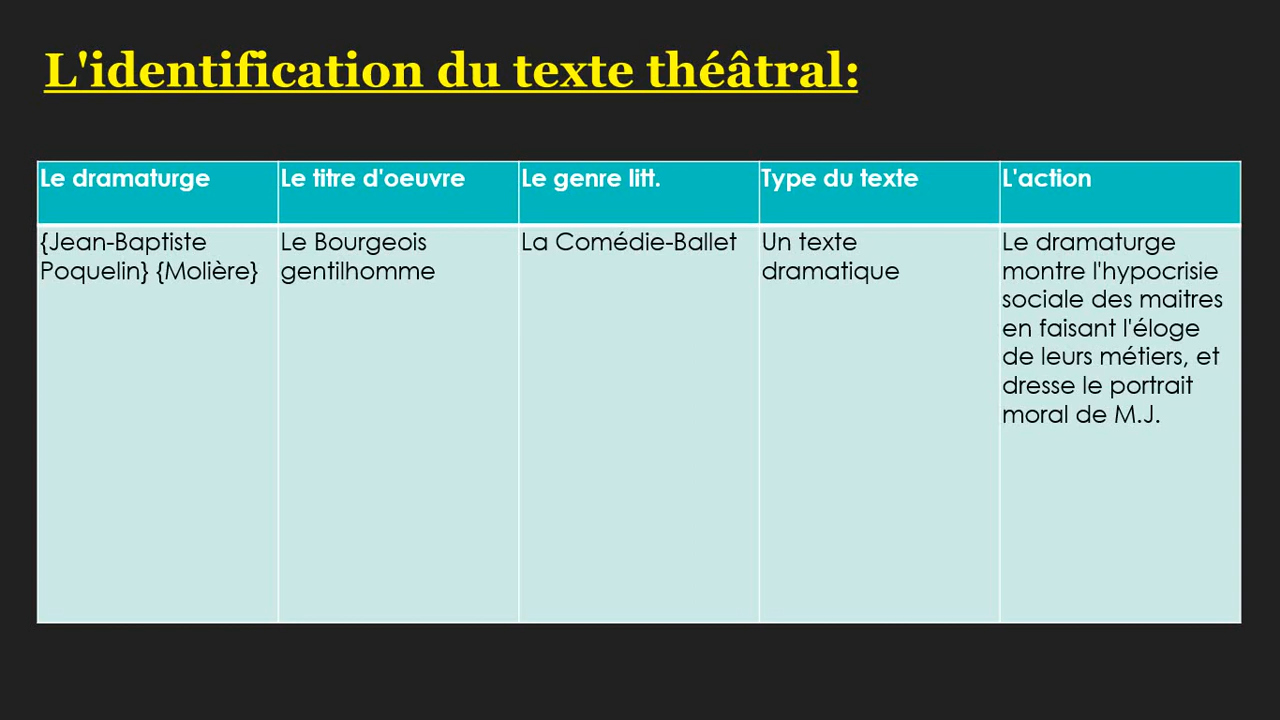 L'identification du texte théâtral:
Le dramaturge
Le titre d'oeuvre
Le genre litt.
Type du texte
L'action
{Jean-Baptiste
Poquelin} {Molière}
Le Bourgeois
gentilhomme
La Comédie-Ballet
Un texte
dramatique
Le dramaturge
montre l'hypocrisie
sociale des maitres
en faisant l'éloge
de leurs métiers, et
dresse le portrait
moral de M.J.